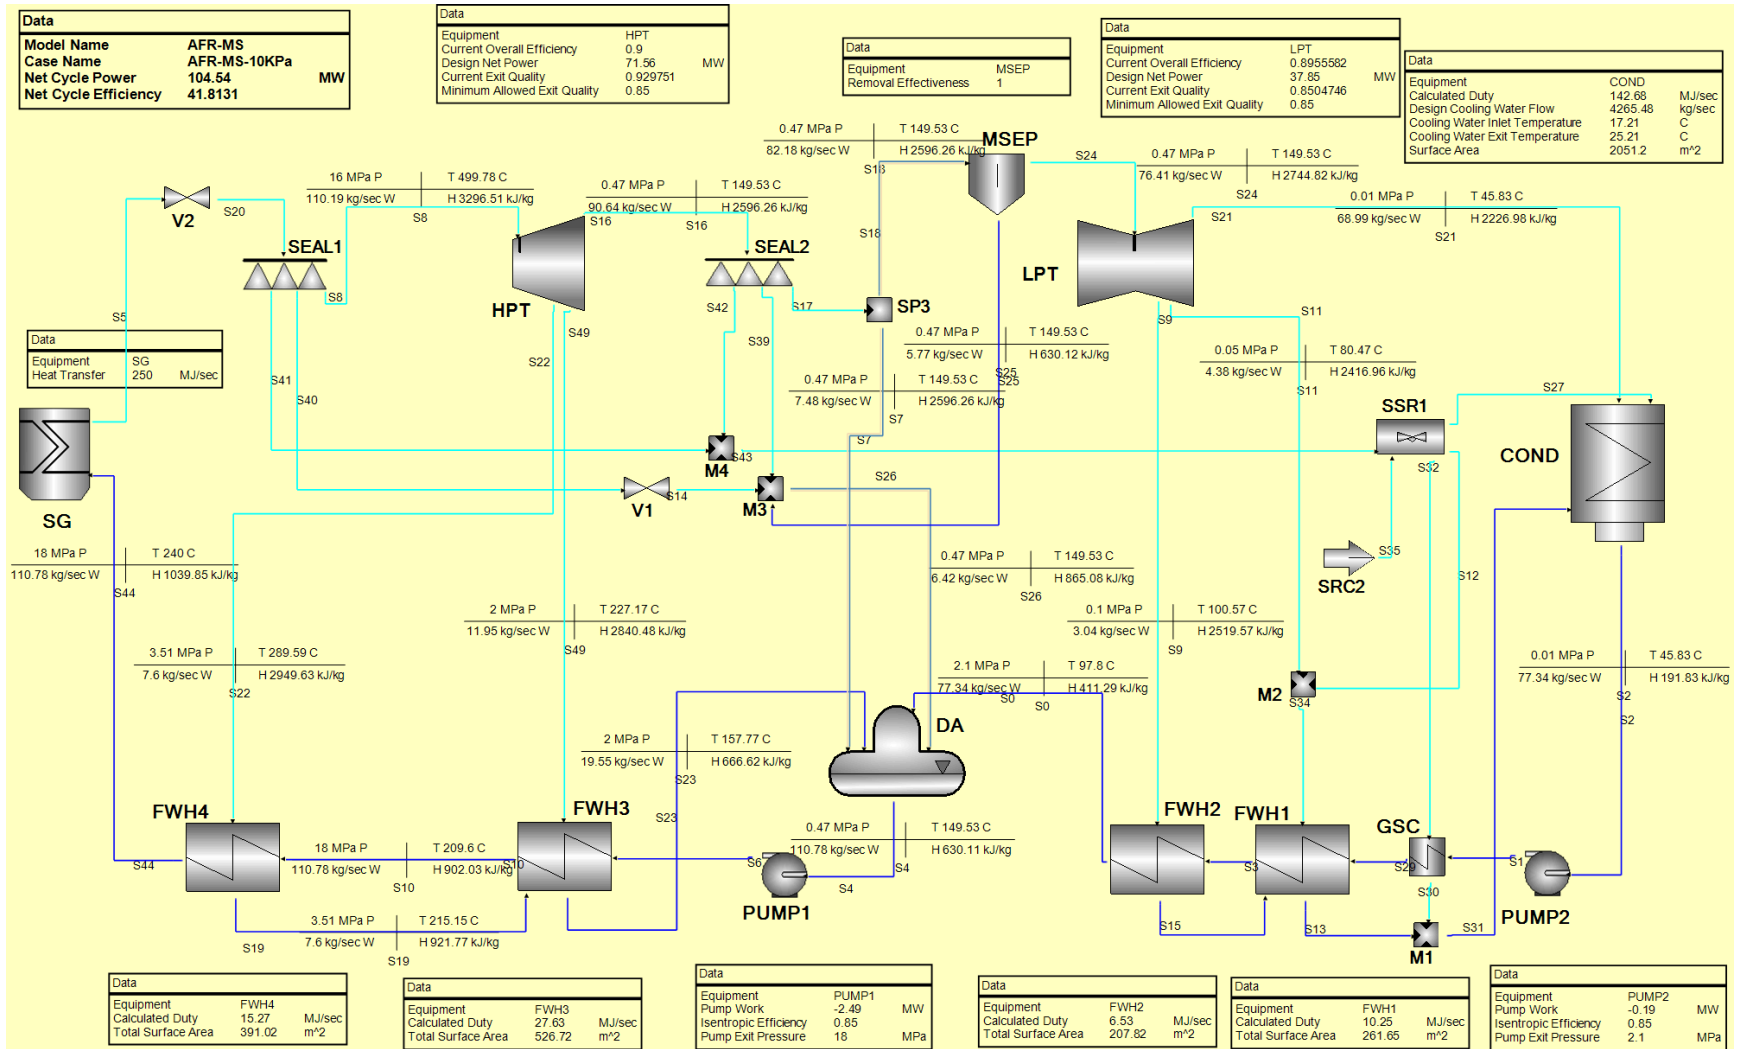 Data
Model Name AFR-MS
Case Name AFR-MS-10KPa
Net Cycle Power 104.54 MW
Net Cycle Efficiency 41.8131
Data
Equipment HPT
Current Overall Efficiency 0.9
Design Net Power 71.56 MW
Current Exit Quality 0.929751
Minimum Allowed Exit Quality 0.85
Data
Equipment MSEP
Removal Effectiveness 1
Data
Equipment LPT
Current Overall Efficiency 0.8955582
Design Net Power 37.85 MW
Current Exit Quality 0.8504746
Minimum Allowed Exit Quality 0.85
Data
Equipment COND
Calculated Duty 142.68 MJ/sec
Design Cooling Water Flow 4265.48 kg/sec
Cooling Water Inlet Temperature 17.21 C
Cooling Water Exit Temperature 25.21 C
Surface Area 2051.2 m^2
0.47 MPa P T 149.53 C
82.18 kg/sec W H 2596.26 kJ/kg
S18
MSEP
S24
0.47 MPa P T 149.53 C
76.41 kg/sec W H 2744.82 kJ/kg
S24
16 MPa P T 499.78 C
110.19 kg/sec W H 3296.51 kJ/kg
S8
0.47 MPa P T 149.53 C
90.64 kg/sec W H 2596.26 kJ/kg
S16
S16
0.01 MPa P T 45.83 C
68.99 kg/sec W H 2226.98 kJ/kg
S21
S21
V2
S20
SEAL1
S8
HPT
SEAL2
S18
LPT
S5
S42
S17
SP3
S9
S11
S49
S22
S39
0.47 MPa P T 149.53 C
5.77 kg/sec W H 630.12 kJ/kg
S25
S25
0.05 MPa P T 80.47 C
4.38 kg/sec W H 2416.96 kJ/kg
S11
Data
Equipment SG
Heat Transfer 250 MJ/sec
S41
S40
0.47 MPa P T 149.53 C
7.48 kg/sec W H 2596.26 kJ/kg
S7
S7
S27
SSR1
M4
S43
S32
COND
SG
V1
S14
M3
S26
S35
SRC2
S12
18 MPa P T 240 C
110.78 kg/sec W H 1039.85 kJ/kg
S44
0.47 MPa P T 149.53 C
6.42 kg/sec W H 865.08 kJ/kg
S26
2 MPa P T 227.17 C
11.95 kg/sec W H 2840.48 kJ/kg
S49
0.1 MPa P T 100.57 C
3.04 kg/sec W H 2519.57 kJ/kg
S9
3.51 MPa P T 289.59 C
7.6 kg/sec W H 2949.63 kJ/kg
S22
2.1 MPa P T 97.8 C
77.34 kg/sec W H 411.29 kJ/kg
S0
S0
M2
S34
0.01 MPa P T 45.83 C
77.34 kg/sec W H 191.83 kJ/kg
S2
S2
DA
2 MPa P T 157.77 C
19.55 kg/sec W H 666.62 kJ/kg
S23
S23
FWH4
FWH3
FWH2
FWH1
GSC
0.47 MPa P T 149.53 C
110.78 kg/sec W H 630.11 kJ/kg
S4
S4
18 MPa P T 209.6 C
110.78 kg/sec W H 902.03 kJ/kg
S10
S44
S10
S6
S3
S29
S1
S30
PUMP1
PUMP2
3.51 MPa P T 215.15 C
7.6 kg/sec W H 921.77 kJ/kg
S19
S19
S15
S13
S31
M1
Data
Equipment FWH4
Calculated Duty 15.27 MJ/sec
Total Surface Area 391.02 m^2
Data
Equipment FWH3
Calculated Duty 27.63 MJ/sec
Total Surface Area 526.72 m^2
Data
Equipment PUMP1
Pump Work -2.49 MW
Isentropic Efficiency 0.85
Pump Exit Pressure 18 MPa
Data
Equipment FWH2
Calculated Duty 6.53 MJ/sec
Total Surface Area 207.82 m^2
Data
Equipment FWH1
Calculated Duty 10.25 MJ/sec
Total Surface Area 261.65 m^2
Data
Equipment PUMP2
Pump Work -0.19 MW
Isentropic Efficiency 0.85
Pump Exit Pressure 2.1 MPa